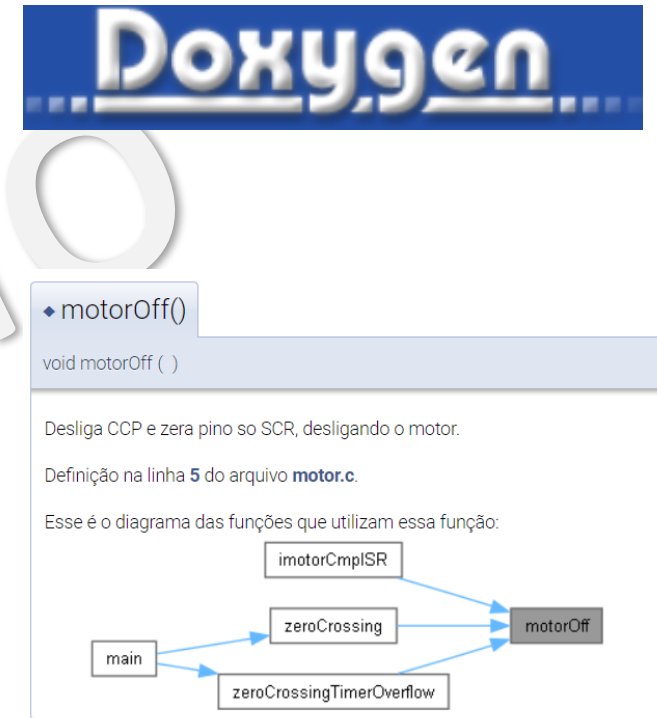 Doxygen
O
motorOff()
void motorOff ( )
Desliga CCP e zera pino so SCR, desligando o motor.
Definição na linha 5 do arquivo motor.c.
Esse é o diagrama das funções que utilizam essa função:
imotorCmpISR
zeroCrossing
motorOff
main
zeroCrossingTimerOverflow